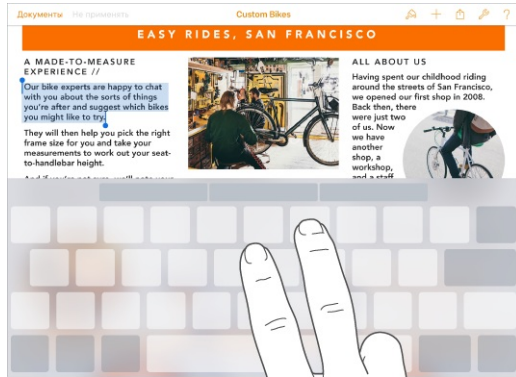 Документы Не применять Custom Bikes
EASY RIDES, SAN FRANCISCO
A MADE-TO-MEASURE
EXPERIENCE //
Our bike experts are happy to chat
with you about the sorts of things
you're after and suggest which bikes
you might like to try.
They will then help you pick the right
frame size for you and take your
measurements to work out your seat-
to-handlebar height.
ALL ABOUT US
Having spent our childhood riding
around the streets of San Francisco,
we opened our first shop in 2008.
Back then, there
were just two
of us. Now
we have
another
shop, a
workshop,
and a staff